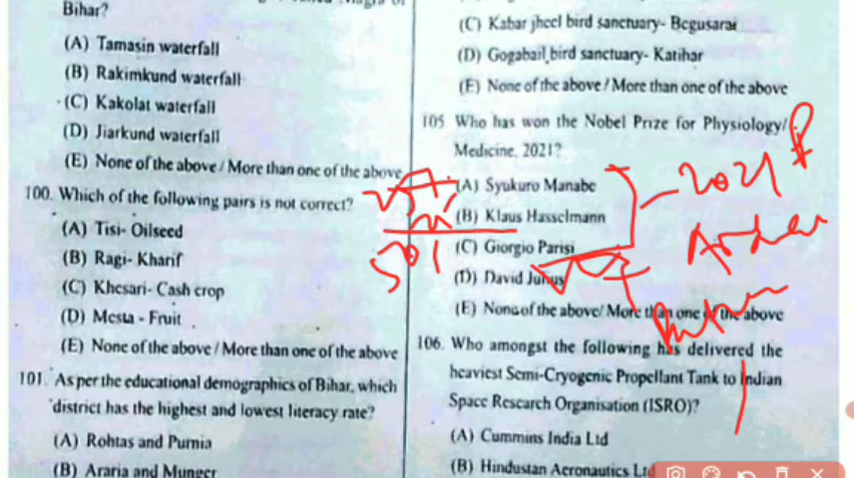 Bihar?
(A) Tamasin waterfall
(B) Rakimkund waterfall
(C) Kakolat waterfall
(D) Jiarkund waterfall
(E) None of the above / More than one of the above
100. Which of the following pairs is not correct?
(A) Tisi- Oilseed
(B) Ragi- Kharif
(C) Khesari- Cash crop
(D) Mesta - Fruit
(E) None of the above / More than one of the above
101. As per the educational demographics of Bihar, which
district has the highest and lowest literacy rate?
(A) Rohtas and Purnia
(B) Araria and Munger
(C) Kabar jheel bird sanctuary- Begusarai
(D) Gogabail bird sanctuary- Katihar
(E) None of the above / More than one of the above
105 Who has won the Nobel Prize for Physiology/
Medicine, 2021?
(A) Syukuro Manabe
(B) Klaus Hasselmann
(C) Giorgio Parisi
(D) David Julius
(E) None of the above/ More than one of the above
2021
106. Who amongst the following has delivered the
heaviest Semi-Cryogenic Propellant Tank to Indian
Space Research Organisation (ISRO)?
(A) Cummins India Ltd
(B) Hindustan Aeronautics Ltd